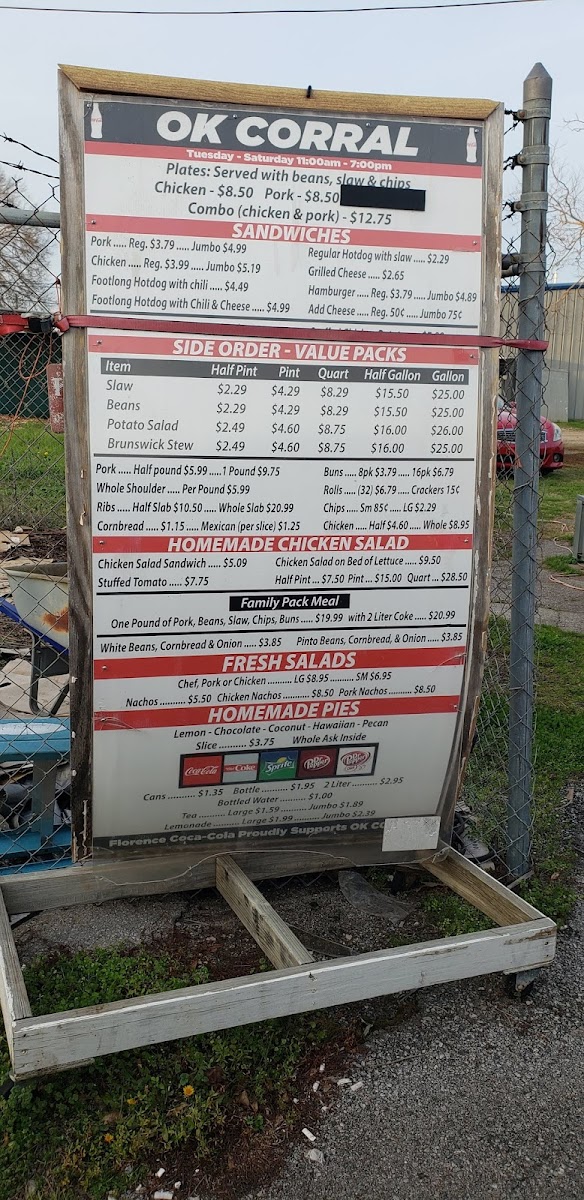 OK CORRAL
Tuesday - Saturday 11:00am - 7:00pm
Plates: Served with beans, slaw & chips
Chicken - $8.50 Pork - $8.50
Combo (chicken & pork) - $12.75
SANDWICHES
Pork ..... Reg. $3.79 ..... Jumbo $4.99
Chicken ..... Reg. $3.99 ..... Jumbo $5.19
Footlong Hotdog with chili ..... $4.49
Footlong Hotdog with Chili & Cheese ..... $4.99
Regular Hotdog with slaw ..... $2.29
Grilled Cheese ..... $2.65
Hamburger ..... Reg. $3.79 ..... Jumbo $4.89
Add Cheese ..... Reg. 50¢ ..... Jumbo 75¢
SIDE ORDER - VALUE PACKS
Item Half Pint Pint Quart Half Gallon Gallon
Slaw $2.29 $4.29 $8.29 $15.50 $25.00
Beans $2.29 $4.29 $8.29 $15.50 $25.00
Potato Salad $2.49 $4.60 $8.75 $16.00 $26.00
Brunswick Stew $2.49 $4.60 $8.75 $16.00 $25.00
Pork ..... Half pound $5.99 ..... 1 Pound $9.75
Whole Shoulder ..... Per Pound $5.99
Ribs ..... Half Slab $10.50 ..... Whole Slab $20.99
Cornbread ..... $1.15 ..... Mexican (per slice) $1.25
Buns ..... 8pk $3.79 ..... 16pk $6.79
Rolls ..... (32) $6.79 ..... Crackers 15¢
Chips ..... Sm 85¢ ..... LG $2.29
Chicken ..... Half $4.60 ..... Whole $8.95
HOMEMADE CHICKEN SALAD
Chicken Salad Sandwich ..... $5.09 Chicken Salad on Bed of Lettuce ..... $9.50
Stuffed Tomato ..... $7.75 Half Pint ... $7.50 Pint ... $15.00 Quart ... $28.50
Family Pack Meal
One Pound of Pork, Beans, Slaw, Chips, Buns ..... $19.99 with 2 Liter Coke ..... $20.99
White Beans, Cornbread & Onion ..... $3.85 Pinto Beans, Cornbread, & Onion ..... $3.85
FRESH SALADS
Chef, Pork or Chicken .......... LG $8.95 .......... SM $6.95
Nachos .......... $5.50 Chicken Nachos .......... $8.50 Pork Nachos .......... $8.50
HOMEMADE PIES
Lemon - Chocolate - Coconut - Hawaiian - Pecan
Slice .......... $3.75 Whole Ask Inside
Coca-Cola Diet Coke Sprite Dr Pepper Diet Dr Pepper
Cans .......... $1.35 Bottle .......... $1.95 2 Liter .......... $2.95
Bottled Water .......... $1.00
Tea .......... Large $1.59 .......... Jumbo $1.89
Lemonade .......... Large $1.99 .......... Jumbo $2.39
Florence Coca-Cola Proudly Supports OK